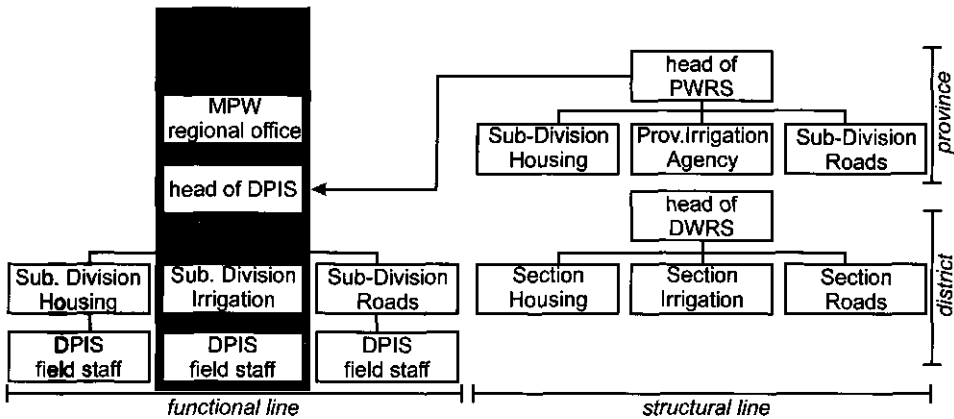 MPW
regional office
head of DPIS
Sub. Division
Housing
Sub. Division
Irrigation
Sub-Division
Roads
DPIS
field staff
DPIS
field staff
DPIS
field staff
functional line
head of
PWRS
Sub-Division
Housing
Prov.Irrigation
Agency
Sub-Division
Roads
province
head of
DWRS
Section
Housing
Section
Irrigation
Section
Roads
district
structural line